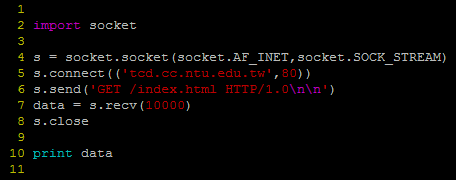 1
2 import socket
3
4 s = socket.socket(socket.AF_INET,socket.SOCK_STREAM)
5 s.connect(('tcd.cc.ntu.edu.tw',80))
6 s.send('GET /index.html HTTP/1.0\n\n')
7 data = s.recv(10000)
8 s.close
9
10 print data
11